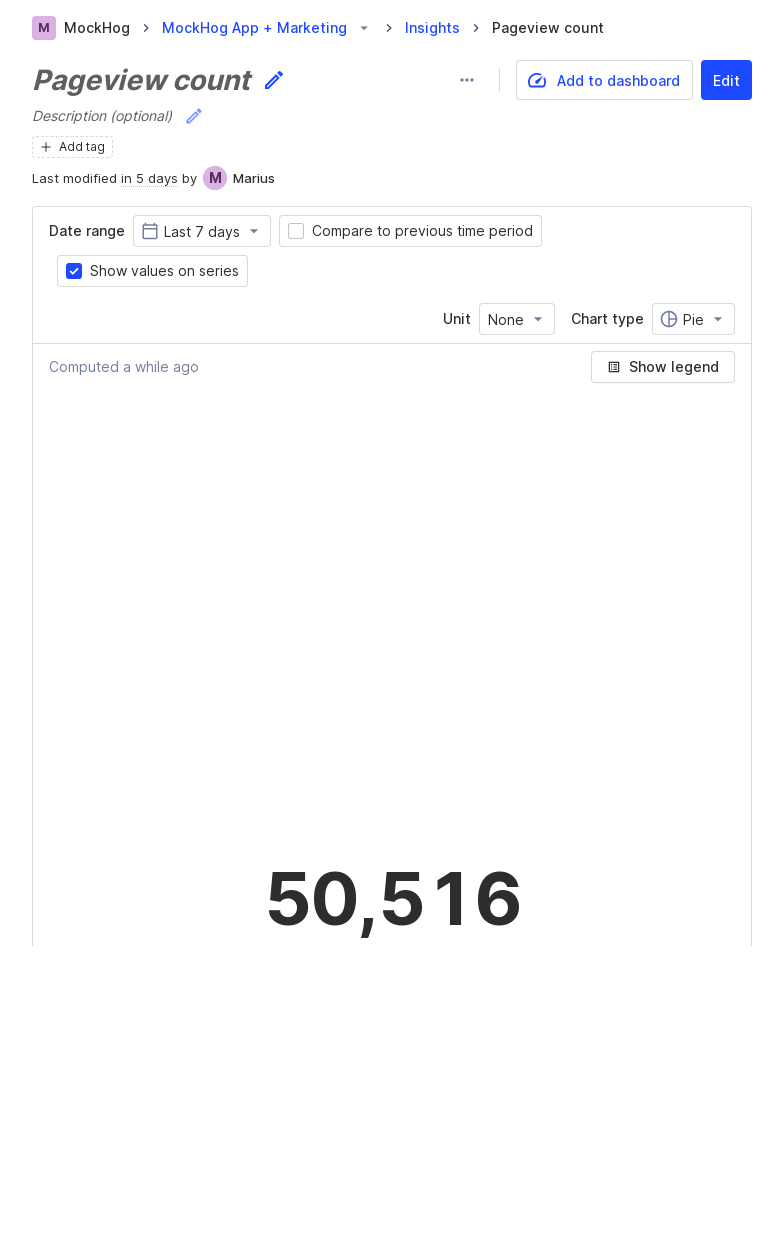 M MockHog > MockHog App + Marketing > Insights > Pageview count
Pageview count
Add to dashboard
Edit
Description (optional)
+ Add tag
Last modified in 5 days by M Marius
Date range Last 7 days Compare to previous time period
Show values on series
Unit None Chart type Pie
Computed a while ago
Show legend
50,516